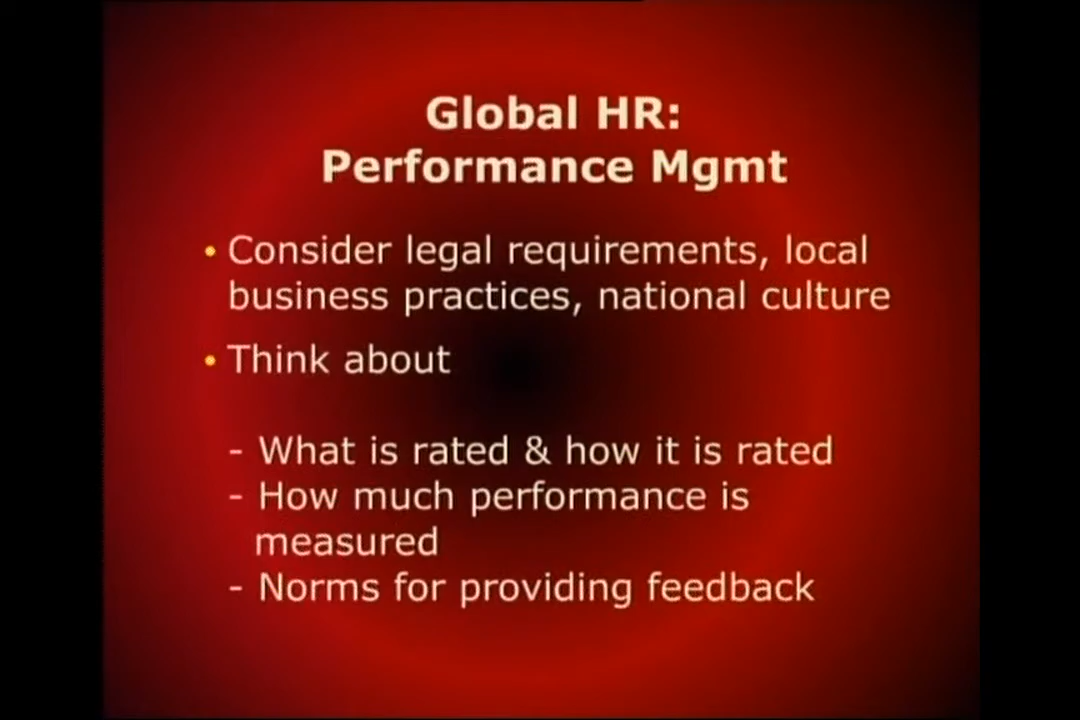 Global HR:
Performance Mgmt
• Consider legal requirements, local
business practices, national culture
• Think about
- What is rated & how it is rated
- How much performance is
measured
- Norms for providing feedback